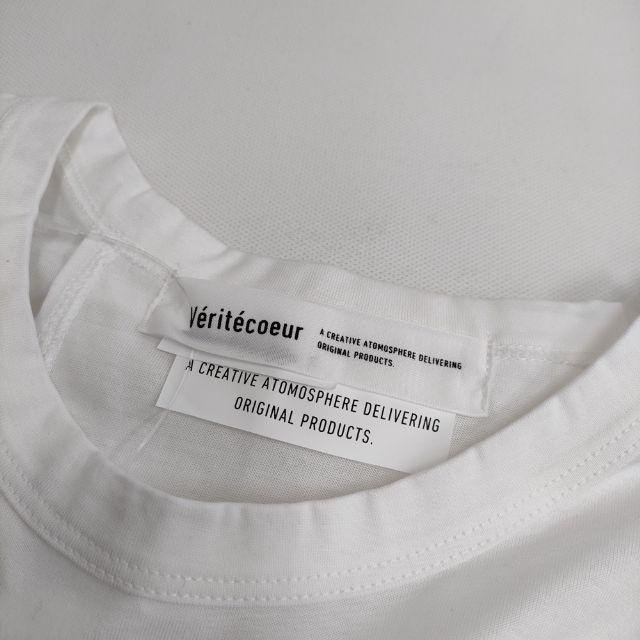 Véritécoeur
A CREATIVE ATOMOSPHERE DELIVERING
ORIGINAL PRODUCTS.
A CREATIVE ATOMOSPHERE DELIVERING
ORIGINAL PRODUCTS.